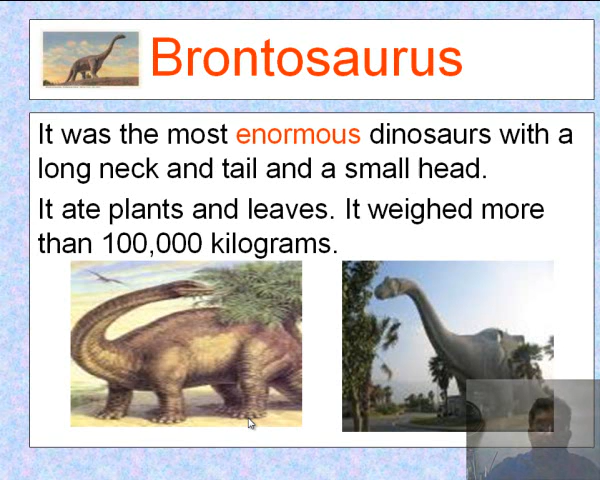 Brontosaurus
It was the most enormous dinosaurs with a
long neck and tail and a small head.
It ate plants and leaves. It weighed more
than 100,000 kilograms.